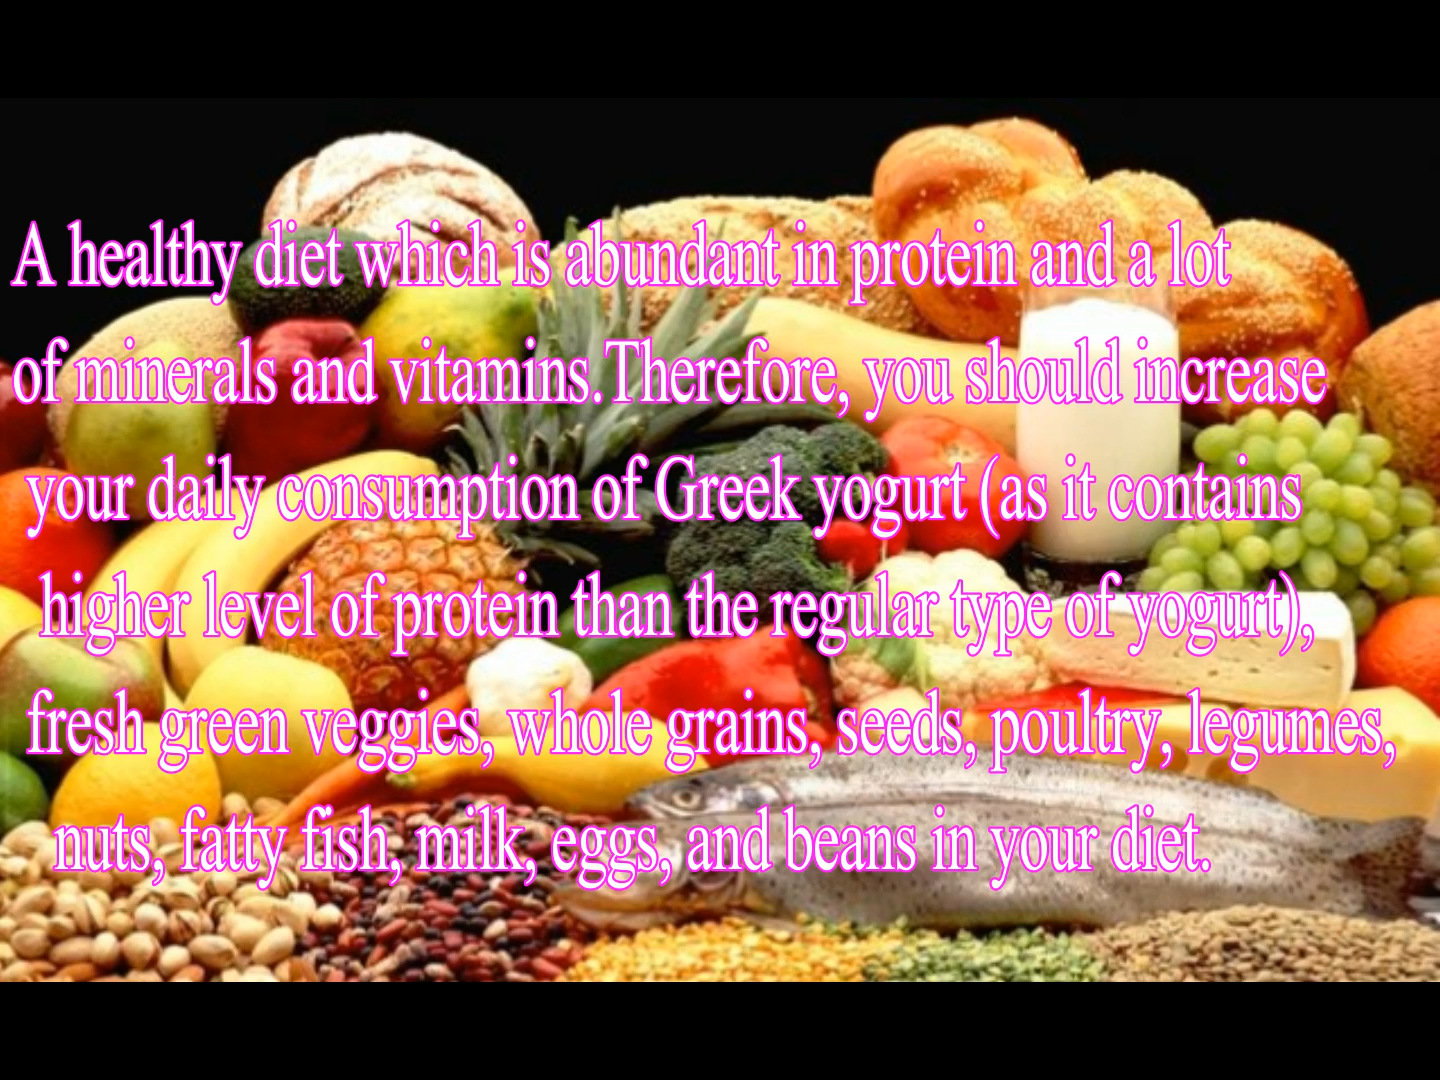 A healthy diet which is abundant in protein and a lot
of minerals and vitamins.Therefore, you should increase
your daily consumption of Greek yogurt (as it contains
higher level of protein than the regular type of yogurt),
fresh green veggies, whole grains, seeds, poultry, legumes,
nuts, fatty fish, milk, eggs, and beans in your diet.